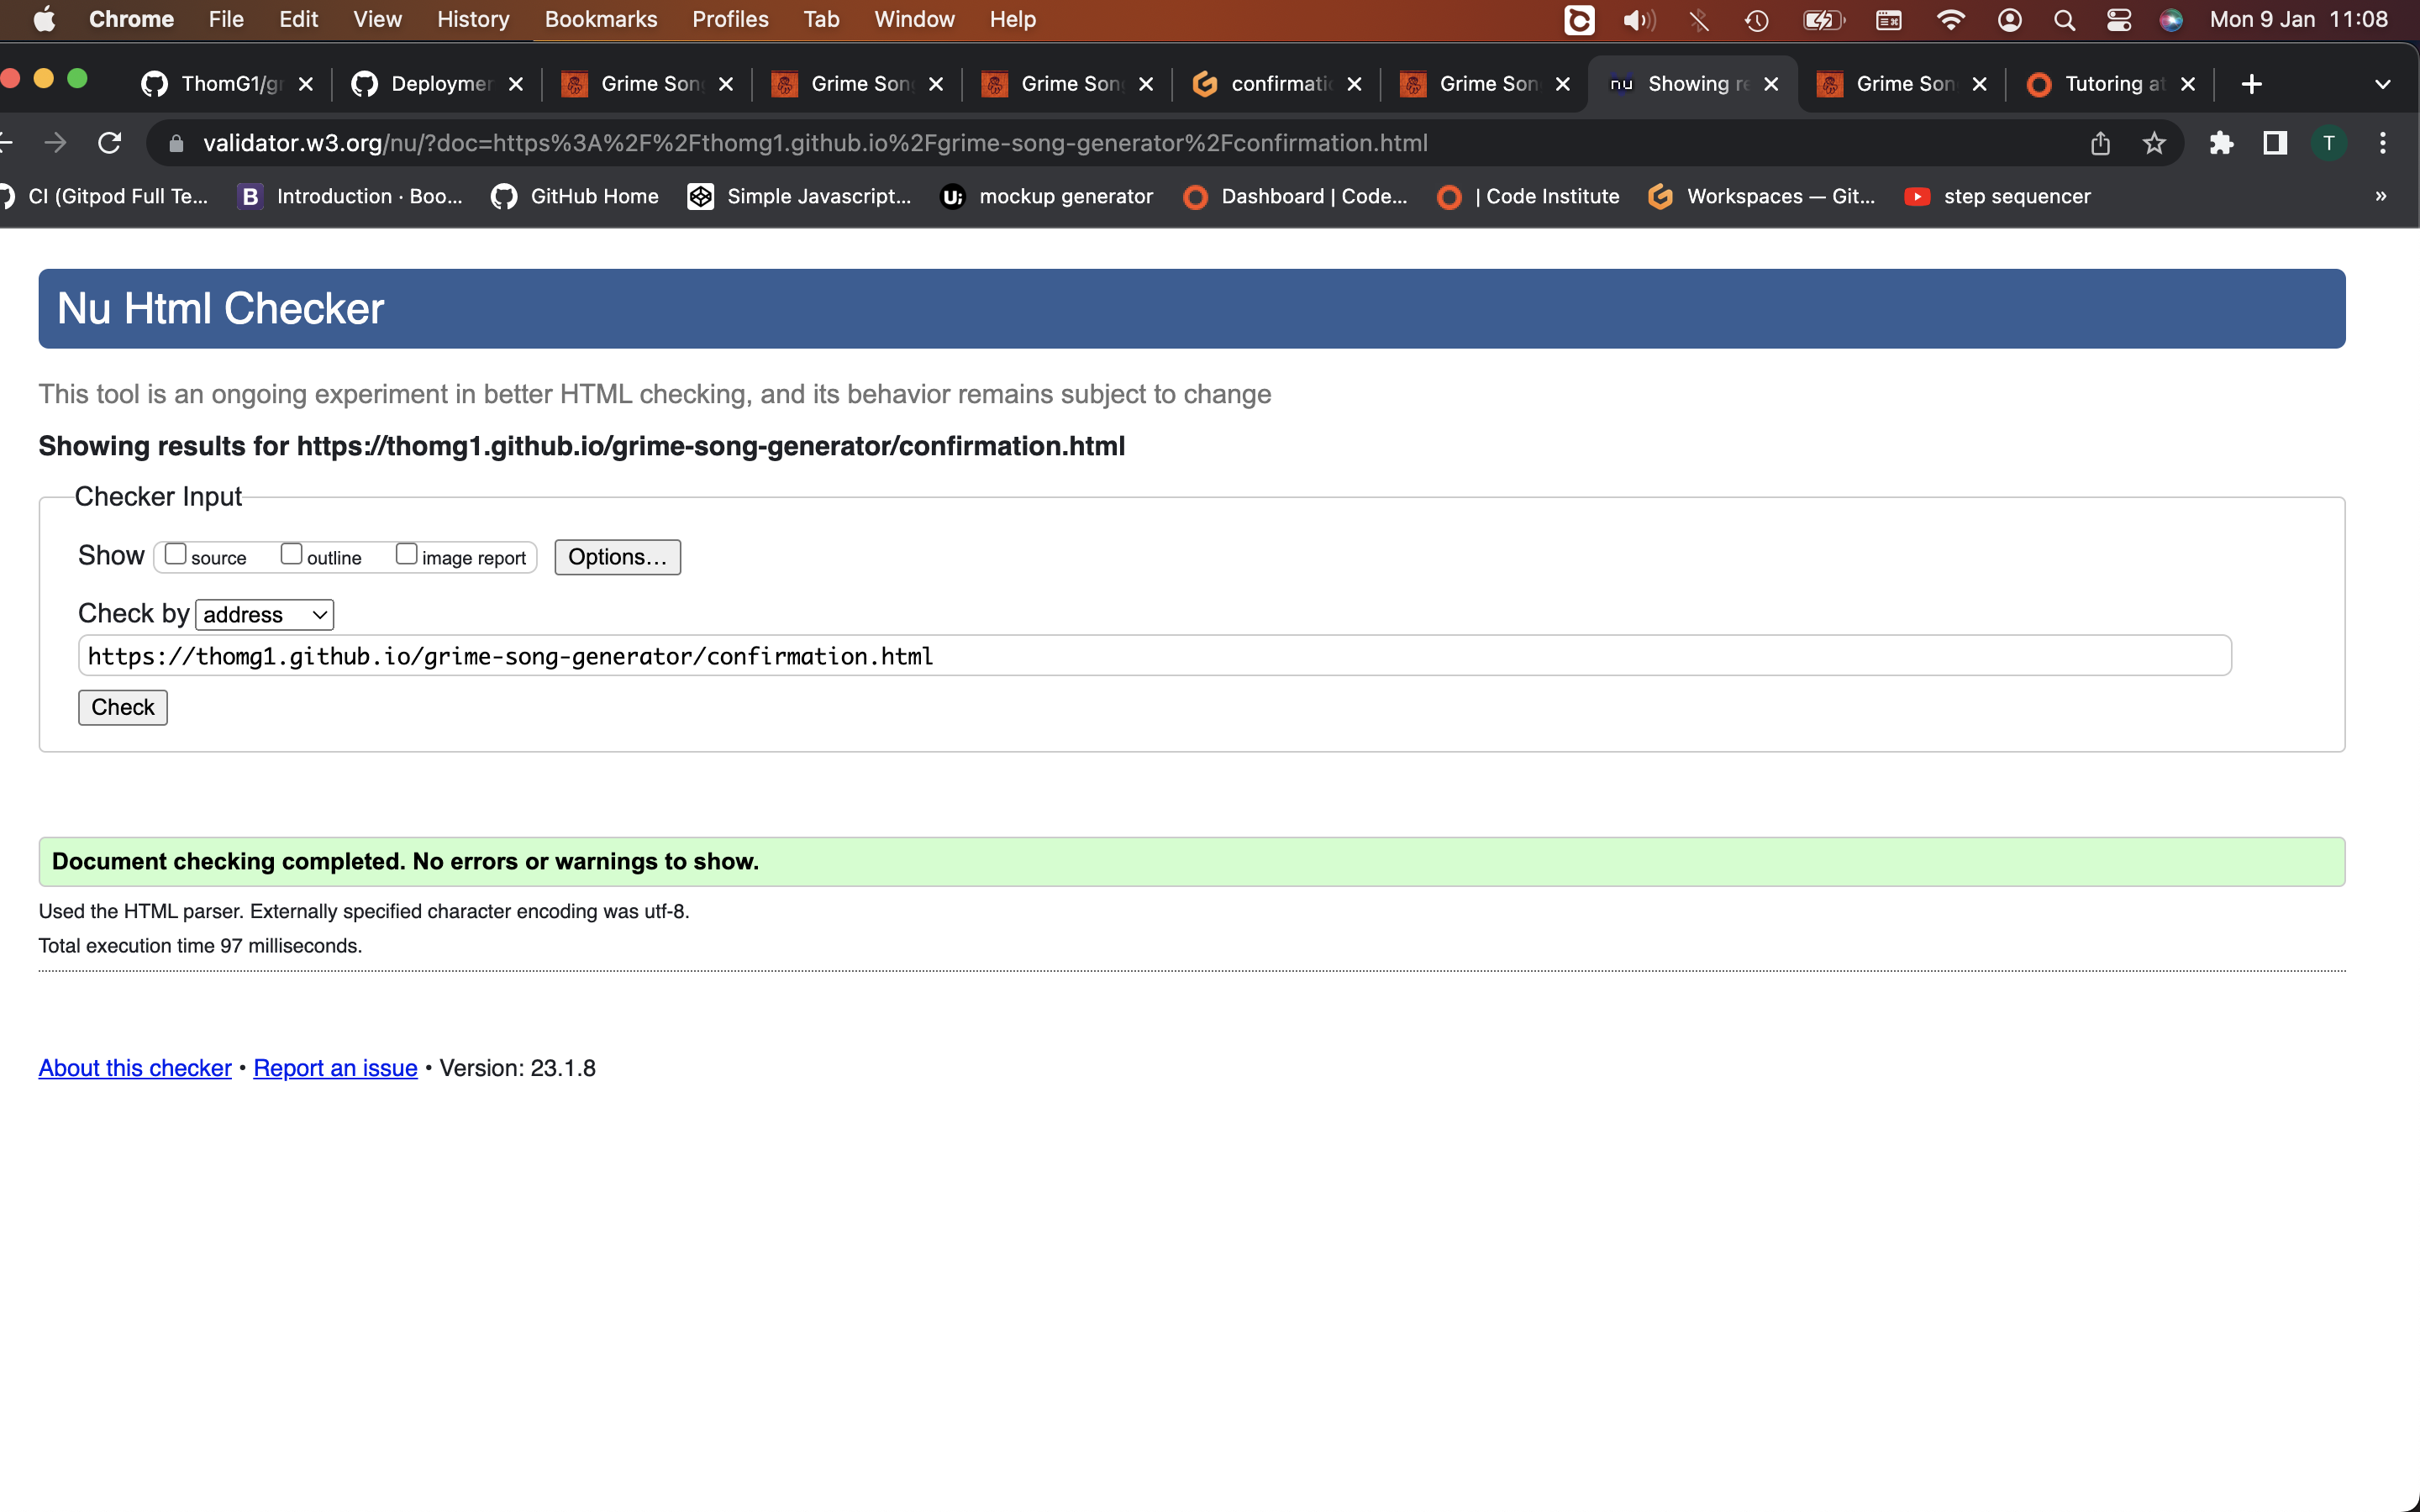 Chrome File Edit View History Bookmarks Profiles Tab Window Help Mon 9 Jan 11:08
ThomG1/gr Deploymen Grime Son Grime Son Grime Son confirmati Grime Son nu Showing re Grime Son Tutoring at
validator.w3.org/nu/?doc=https%3A%2F%2Fthomg1.github.io%2Fgrime-song-generator%2Fconfirmation.html T
CI (Gitpod Full Te... B Introduction · Boo... GitHub Home Simple Javascript... U; mockup generator Dashboard | Code... | Code Institute Workspaces — Git... step sequencer »
Nu Html Checker
This tool is an ongoing experiment in better HTML checking, and its behavior remains subject to change
Showing results for https://thomg1.github.io/grime-song-generator/confirmation.html
Checker Input
Show source outline image report Options...
Check by address
https://thomg1.github.io/grime-song-generator/confirmation.html
Check
Document checking completed. No errors or warnings to show.
Used the HTML parser. Externally specified character encoding was utf-8.
Total execution time 97 milliseconds.
About this checker • Report an issue • Version: 23.1.8